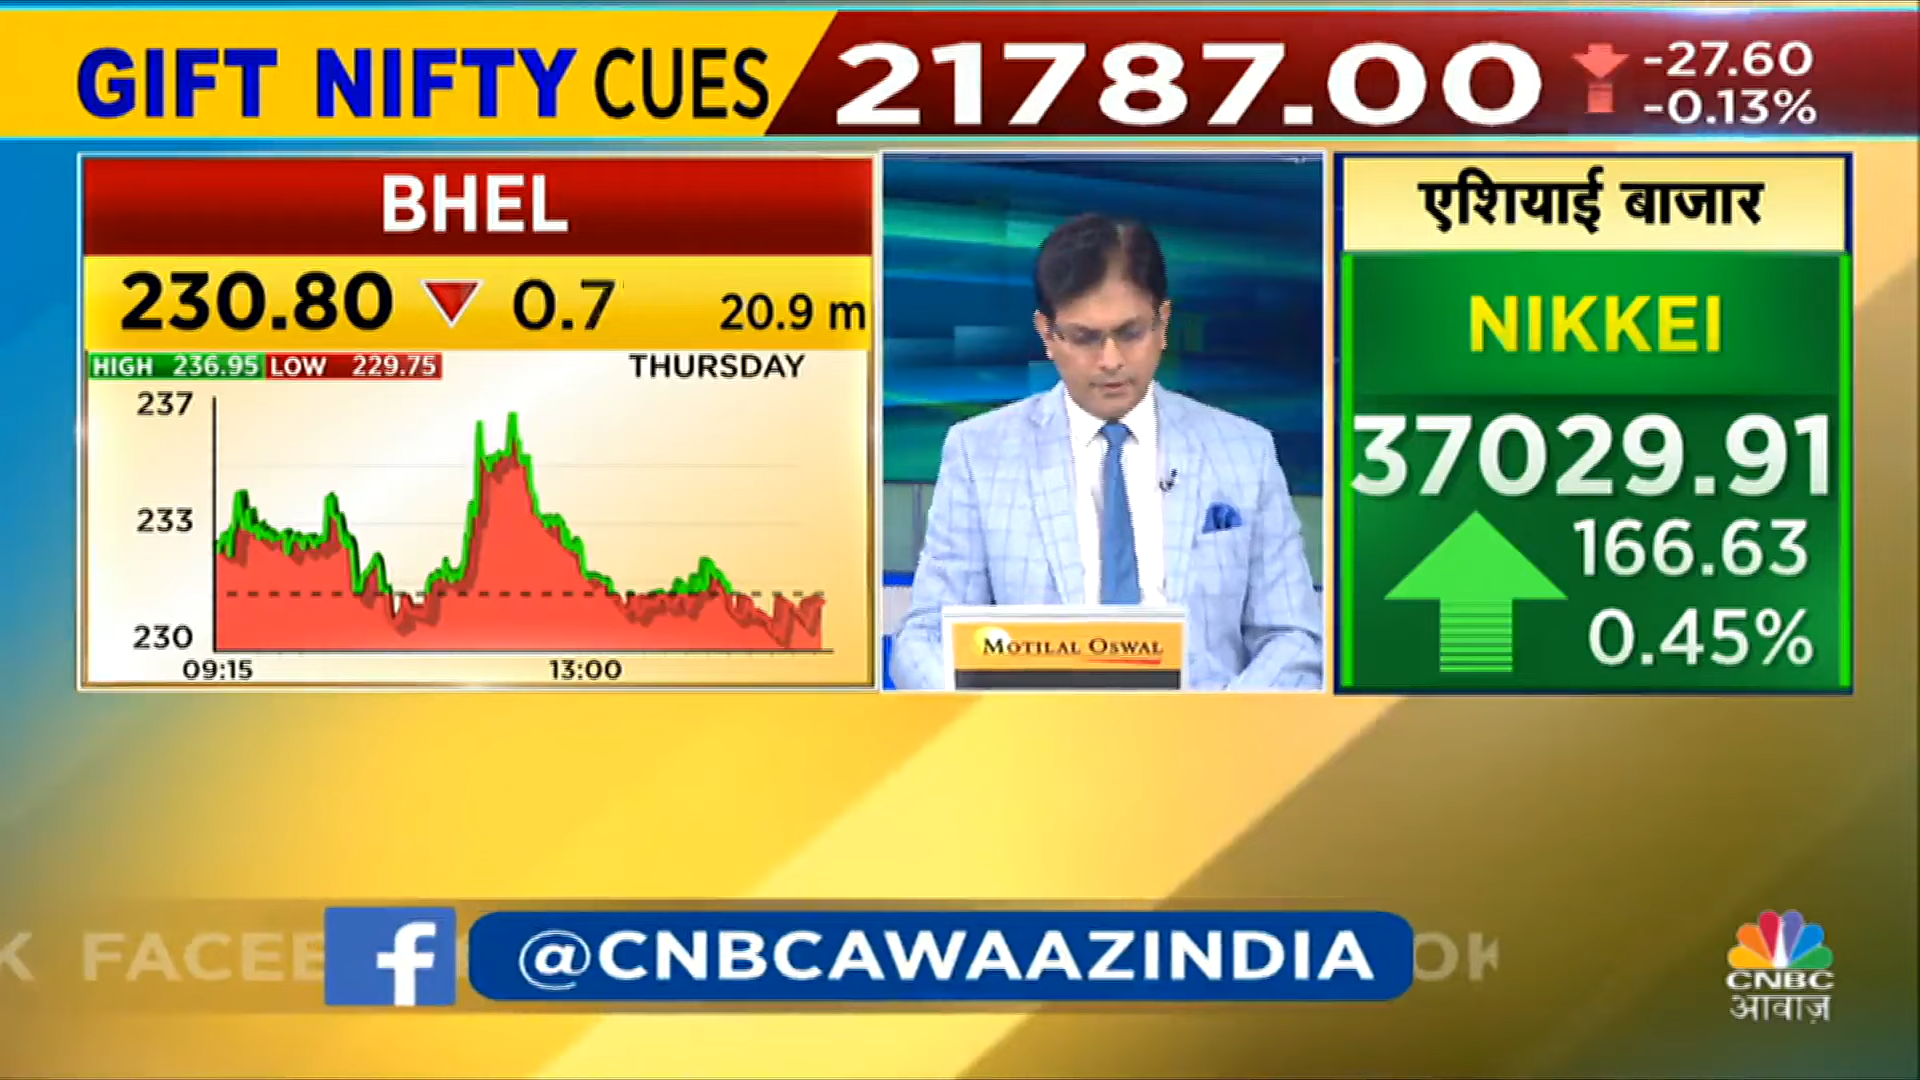 GIFT NIFTY CUES 21787.00 -27.60
-0.13%
BHEL
230.80 0.7 20.9 m
HIGH 236.95 LOW 229.75 THURSDAY
237
233
230
09:15 13:00
MOTILAL OSWAL
एशियाई बाजार
NIKKEI
37029.91
166.63
0.45%
K FACEB f @CNBCAWAAZINDIA OK
CNBC
आवाज़